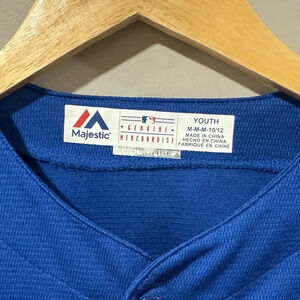 Majestic
GENUINE
MERCHANDISE
YOUTH
M-M-M-10/12
MADE IN CHINA
HECHO EN CHINA
FABRIQUÉ EN CHINE